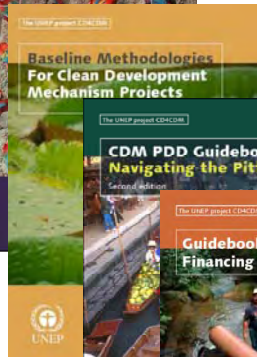 The UNEP project CD4CDM
Baseline Methodologies
For Clean Development
Mechanism Projects
The UNEP project CD4CDM
CDM PDD Guidebo
Navigating the Pit
Second edition
The UNEP project CD4CD
Guideboo
Financing
UNEP